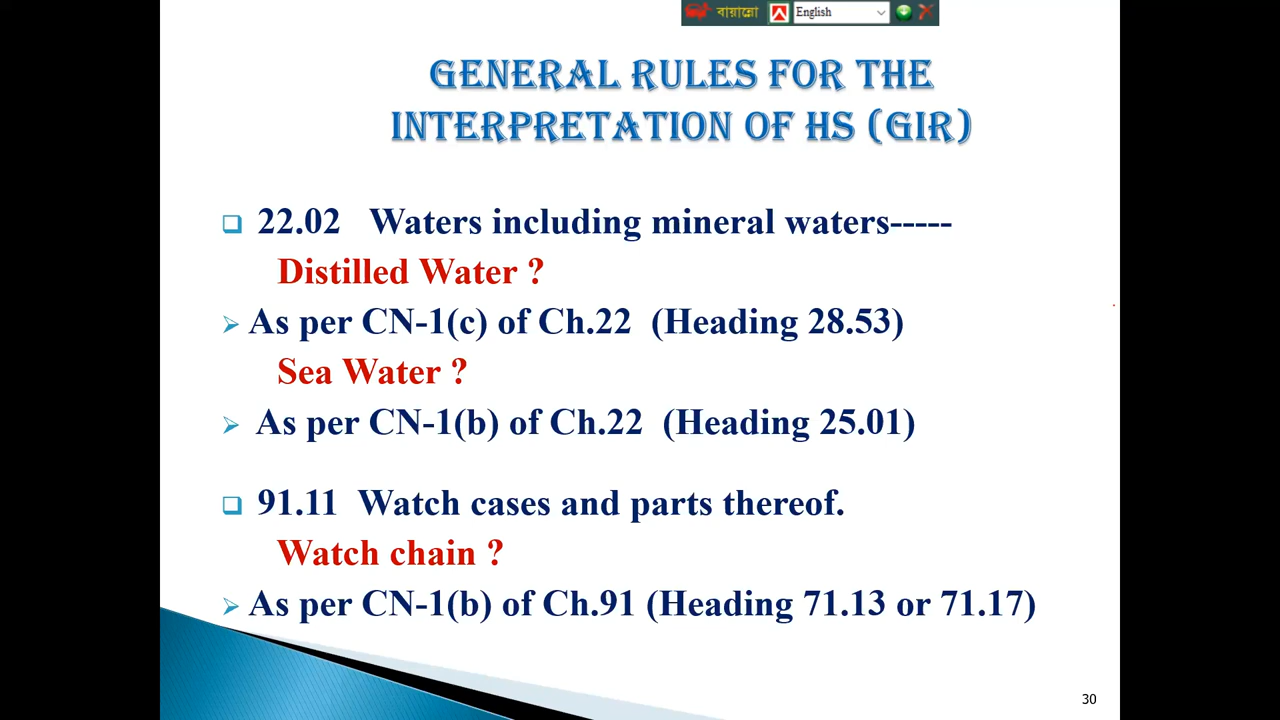 বায়ান্নো English
GENERAL RULES FOR THE
INTERPRETATION OF HS (GIR)
22.02 Waters including mineral waters-----
Distilled Water ?
As per CN-1(c) of Ch.22 (Heading 28.53)
Sea Water ?
As per CN-1(b) of Ch.22 (Heading 25.01)
91.11 Watch cases and parts thereof.
Watch chain ?
As per CN-1(b) of Ch.91 (Heading 71.13 or 71.17)
30